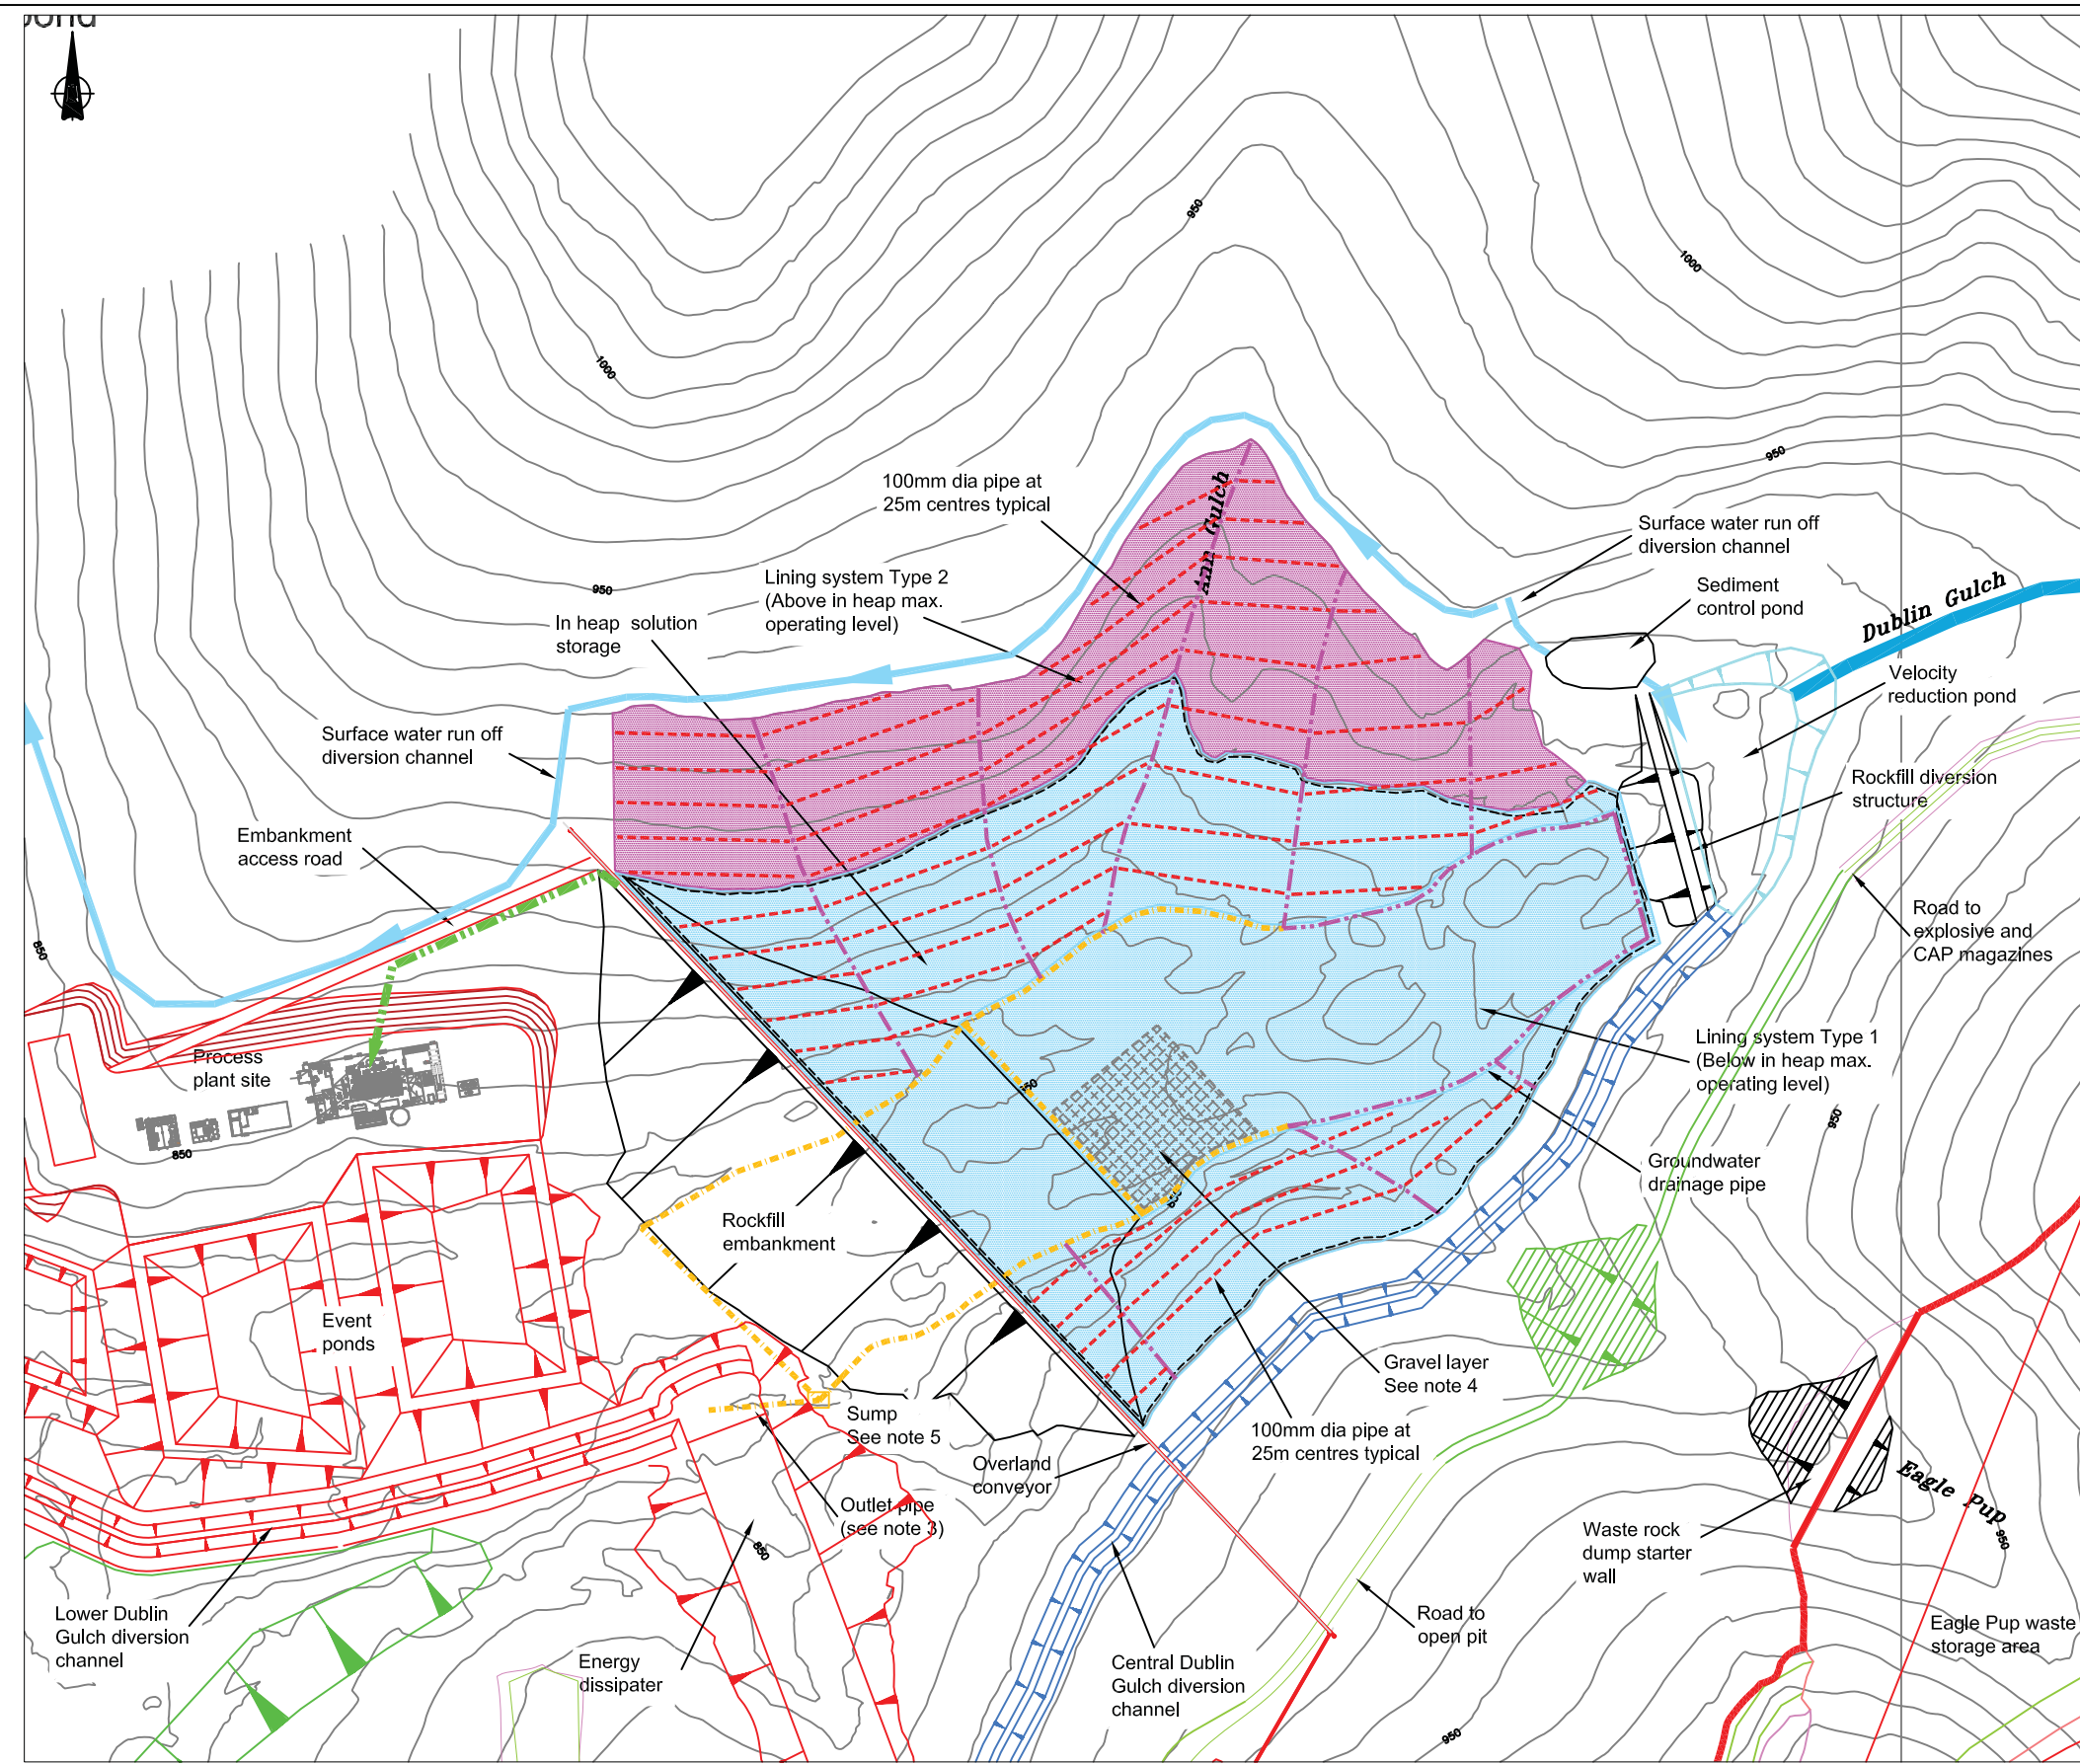 950
1000
1000
950
950
100mm dia pipe at
25m centres typical
Ann Gulch
Surface water run off
diversion channel
Lining system Type 2
(Above in heap max.
operating level)
Sediment
control pond
Dublin Gulch
In heap solution
storage
Velocity
reduction pond
Surface water run off
diversion channel
Rockfill diversion
structure
Embankment
access road
Road to
explosive and
CAP magazines
850
Process
plant site
Lining system Type 1
(Below in heap max.
operating level)
950
850
Groundwater
drainage pipe
Rockfill
embankment
Event
ponds
Gravel layer
See note 4
Sump
See note 5
100mm dia pipe at
25m centres typical
Overland
conveyor
Eagle Pup
Outlet pipe
(see note 3)
850
Waste rock
dump starter
wall
950
Lower Dublin
Gulch diversion
channel
Road to
open pit
Eagle Pup waste
storage area
Energy
dissipater
Central Dublin
Gulch diversion
channel
950